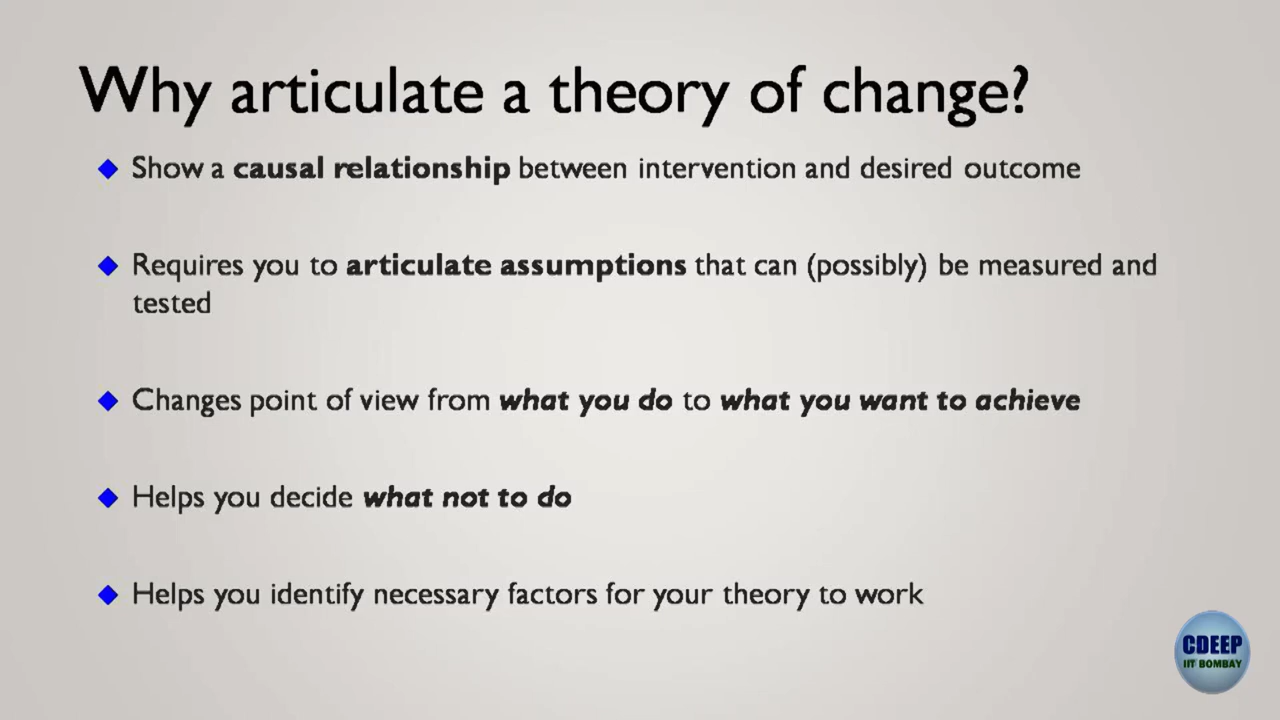 Why articulate a theory of change?
Show a causal relationship between intervention and desired outcome
Requires you to articulate assumptions that can (possibly) be measured and
tested
Changes point of view from what you do to what you want to achieve
Helps you decide what not to do
Helps you identify necessary factors for your theory to work
CDEEP
IIT BOMBAY